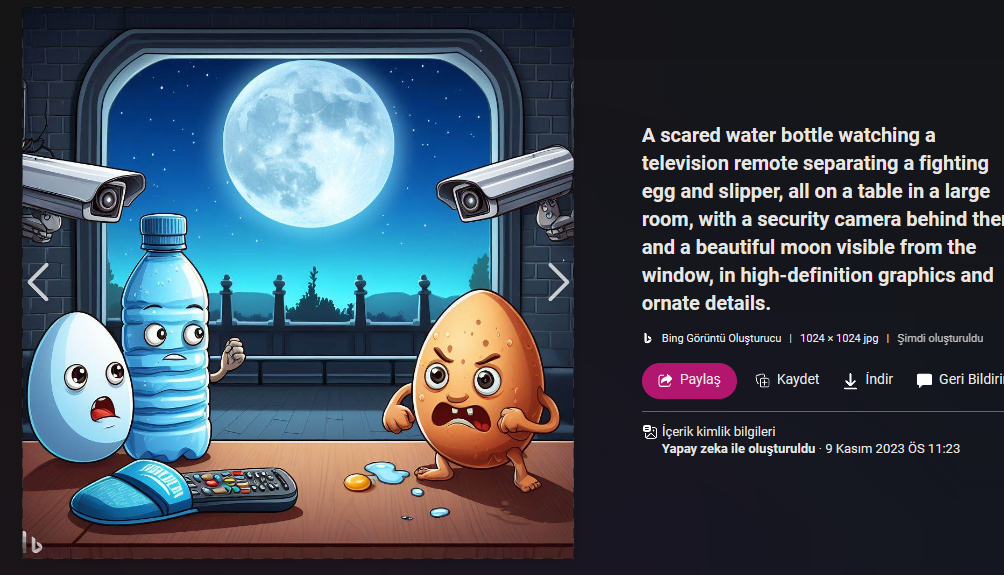 A scared water bottle watching a
television remote separating a fighting
egg and slipper, all on a table in a large
room, with a security camera behind
and a beautiful moon visible from the
window, in high-definition graphics and
ornate details.
Bing Görüntü Oluşturucu | 1024 × 1024 jpg | Şimdi oluşturuldu
Paylaş Kaydet İndir Geri
İçerik kimlik bilgileri
Yapay zeka ile oluşturuldu · 9 Kasım 2023 ÖS 11:23